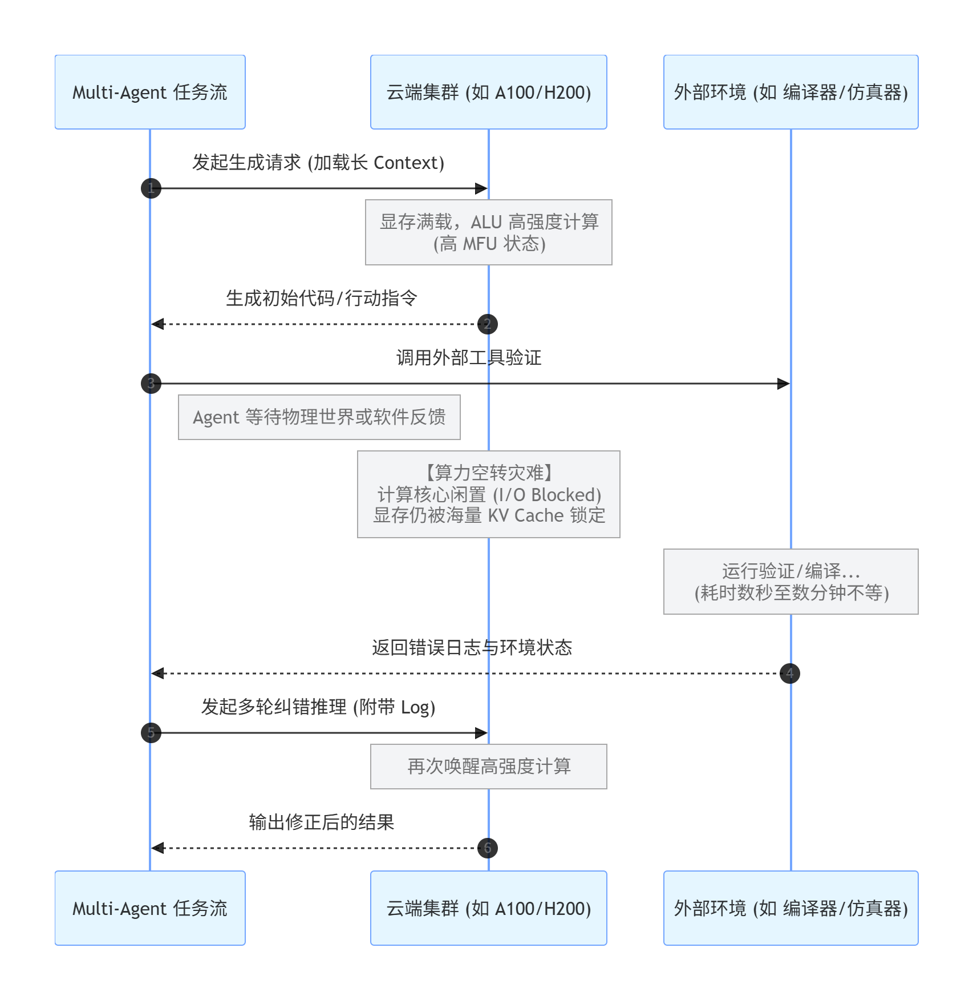 Multi-Agent 任务流
云端集群 (如 A100/H200)
外部环境 (如 编译器/仿真器)
发起生成请求 (加载长 Context)
1
显存满载，ALU 高强度计算
(高 MFU 状态)
生成初始代码/行动指令
2
调用外部工具验证
3
Agent 等待物理世界或软件反馈
【算力空转灾难】
计算核心闲置 (I/O Blocked)
显存仍被海量 KV Cache 锁定
运行验证/编译...
(耗时数秒至数分钟不等)
返回错误日志与环境状态
4
发起多轮纠错推理 (附带 Log)
5
再次唤醒高强度计算
输出修正后的结果
6
Multi-Agent 任务流
云端集群 (如 A100/H200)
外部环境 (如 编译器/仿真器)